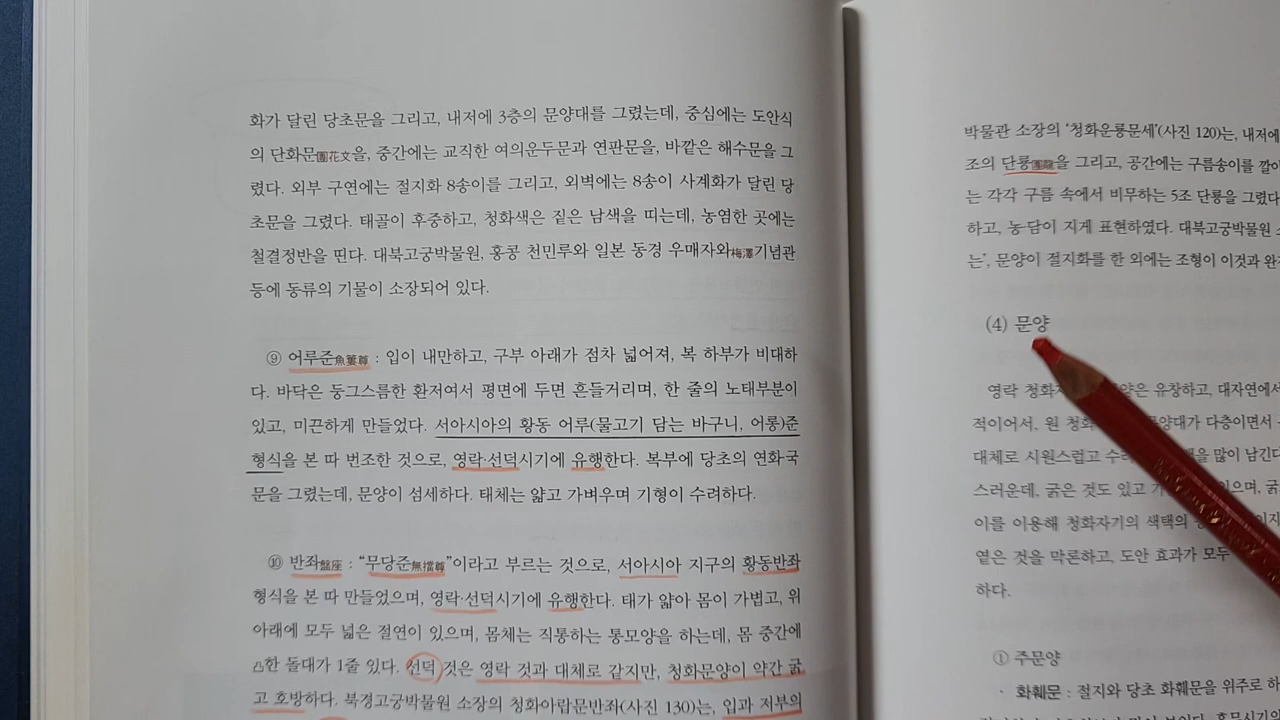 화가 달린 당초문을 그리고, 내저에 3층의 문양대를 그렸는데, 중심에는 도안식
의 단화문團花文을, 중간에는 교직한 여의운두문과 연판문을, 바깥은 해수문을 그
렸다. 외부 구연에는 절지화 8송이를 그리고, 외벽에는 8송이 사계화가 달린 당
초문을 그렸다. 태골이 후중하고, 청화색은 짙은 남색을 띠는데, 농염한 곳에는
철결정반을 띤다. 대북고궁박물원, 홍콩 천민루와 일본 동경 우매자와梅澤기념관
등에 동류의 기물이 소장되어 있다.
⑨ 어루준魚簍尊 : 입이 내만하고, 구부 아래가 점차 넓어져, 복 하부가 비대하
다. 바닥은 둥그스름한 환저여서 평면에 두면 흔들거리며, 한 줄의 노태부분이
있고, 미끈하게 만들었다. 서아시아의 황동 어루(물고기 담는 바구니, 어롱)준
형식을 본 따 번조한 것으로, 영락·선덕시기에 유행한다. 복부에 당초의 연화국
문을 그렸는데, 문양이 섬세하다. 태체는 얇고 가벼우며 기형이 수려하다.
⑩ 반좌盤座 : “무당준無擋尊”이라고 부르는 것으로, 서아시아 지구의 황동반좌
형식을 본 따 만들었으며, 영락·선덕시기에 유행한다. 태가 얇아 몸이 가볍고, 위
아래에 모두 넓은 절연이 있으며, 몸체는 직통하는 통모양을 하는데, 몸 중간에
凸한 돌대가 1줄 있다. 선덕 것은 영락 것과 대체로 같지만, 청화문양이 약간 굵
고 호방하다. 북경고궁박물원 소장의 청화아랍문반좌(사진 130)는, 입과 저부의
박물관 소장의 ‘청화운룡문세’(사진 120)는, 내저에
조의 단룡團龍을 그리고, 공간에는 구름송이를 깔아
는 각각 구름 속에서 비무하는 5조 단룡을 그렸다
하고, 농·담이 지게 표현하였다. 대북고궁박물원
는’, 문양이 절지화를 한 외에는 조형이 이것과 완
(4) 문양
영락 청화 은 유창하고, 대자연에서
적이어서, 원 청화 문양대가 다층이면서
대체로 시원스럽고 을 많이 남긴다
스러운데, 굵은 것도 있고 으며,
이를 이용해 청화자기의 색택의
옅은 것을 막론하고, 도안 효과가 모두
하다.
① 주문양
· 화훼문 : 절지와 당초 화훼문을 위주로 하